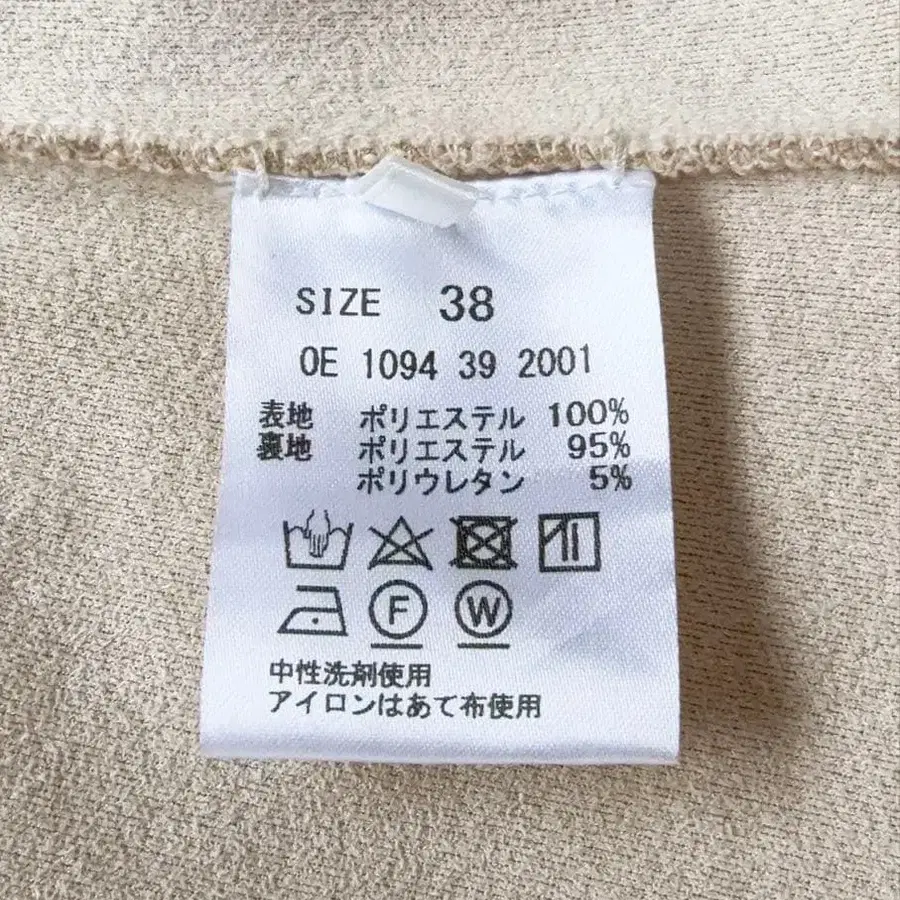 SIZE 38
0E 1094 39 2001
表地 ポリエステル 100%
裏地 ポリエステル 95%
ポリウレタン 5%
F W
中性洗剤使用
アイロンはあて布使用